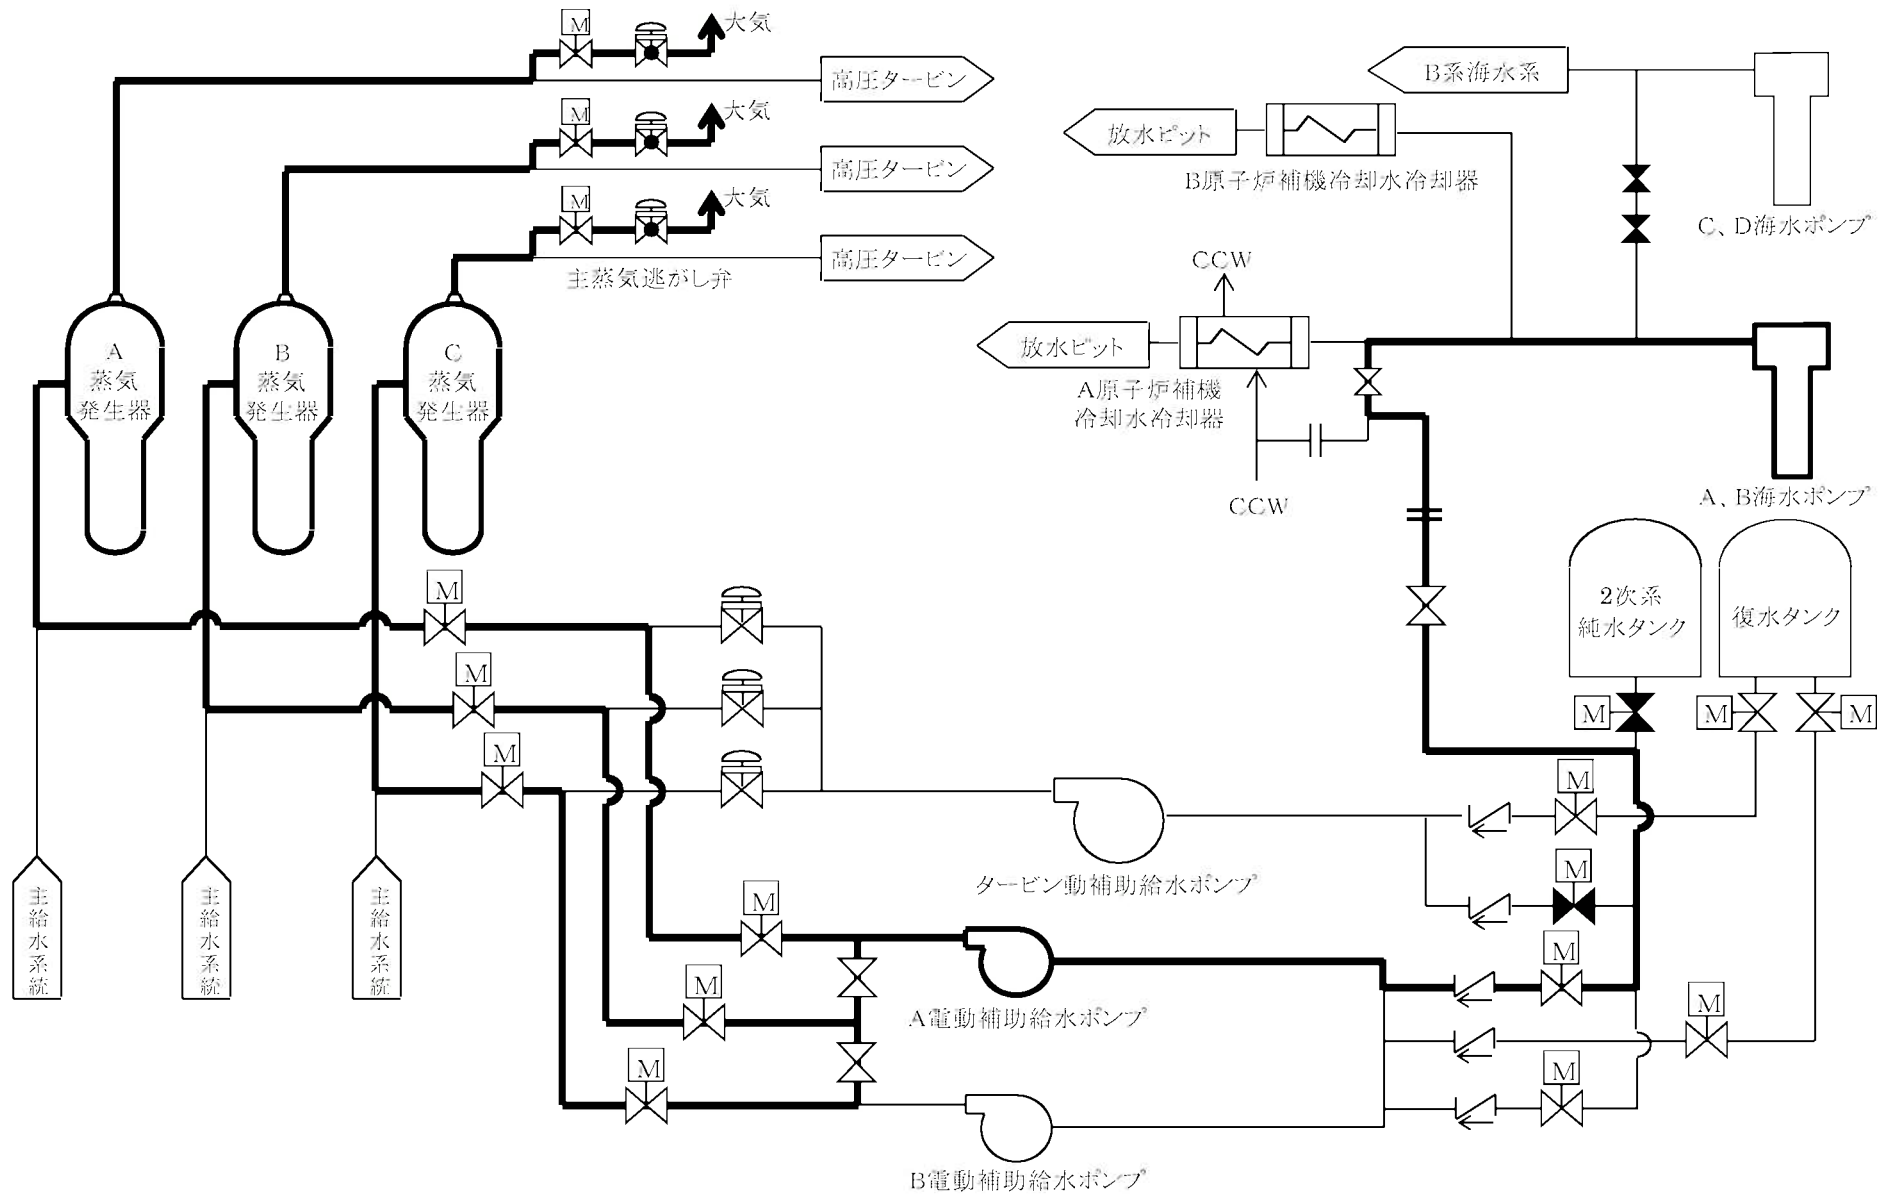 M
大気
高圧タービン
M
大気
高圧タービン
M
大気
高圧タービン
主蒸気逃がし弁
B系海水系
放水ピット
B原子炉補機冷却水冷却器
C、D海水ポンプ
CCW
放水ピット
A原子炉補機
冷却水冷却器
CCW
A、B海水ポンプ
A
蒸気
発生器
B
蒸気
発生器
C
蒸気
発生器
2次系
純水タンク
復水タンク
M
M
M
M
M
M
主給水系統
主給水系統
主給水系統
タービン動補助給水ポンプ
M
M
M
M
A電動補助給水ポンプ
M
M
M
M
B電動補助給水ポンプ